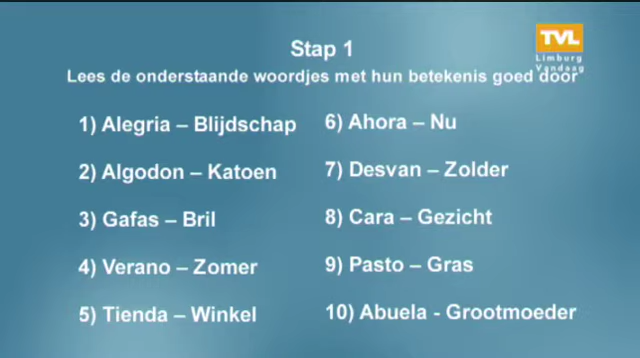 TVL
Limburg
Vandaag
Stap 1
Lees de onderstaande woordjes met hun betekenis goed door
1) Alegria – Blijdschap
2) Algodon – Katoen
3) Gafas – Bril
4) Verano – Zomer
5) Tienda – Winkel
6) Ahora – Nu
7) Desvan – Zolder
8) Cara – Gezicht
9) Pasto – Gras
10) Abuela - Grootmoeder